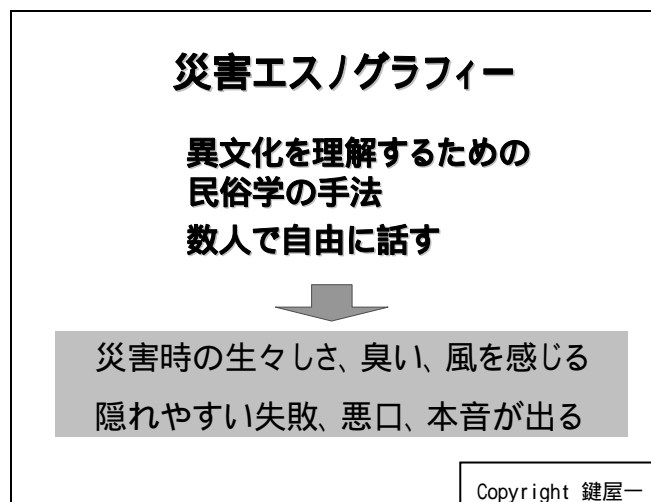 災害エスノグラフィー
異文化を理解するための
民俗学の手法
数人で自由に話す
災害時の生々しさ、臭い、風を感じる
隠れやすい失敗、悪口、本音が出る
Copyright 鍵屋一